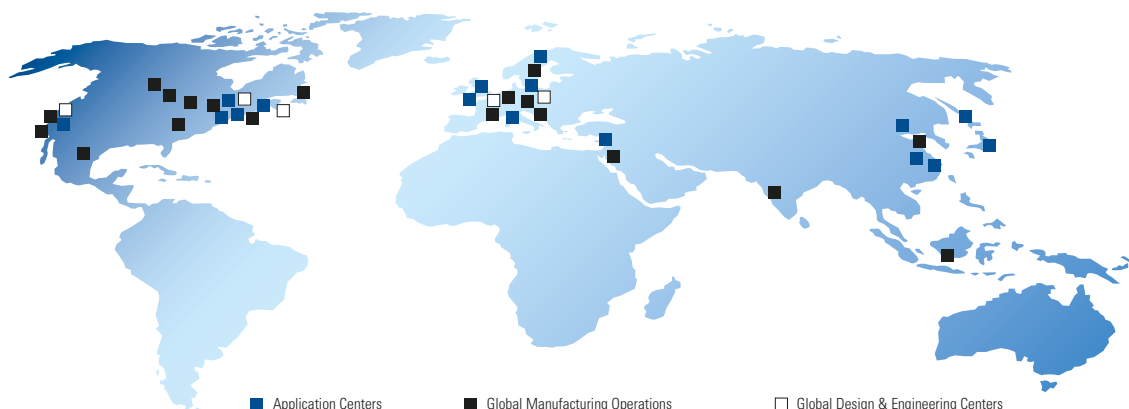 Application Centers
Global Manufacturing Operations
Global Design & Engineering Centers